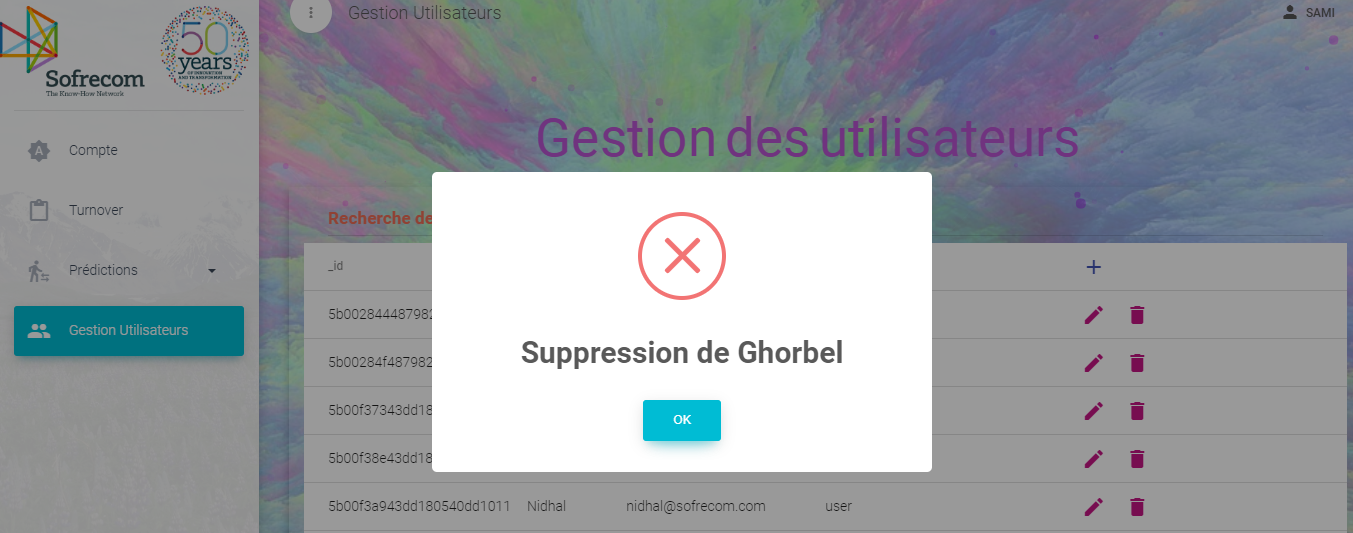 Gestion Utilisateurs
SAMI
50
years
OF INNOVATION
AND TRANSFORMATION
Sofrecom
The Know-How Network
Compte
Turnover
Prédictions
Gestion Utilisateurs
Gestion des utilisateurs
Recherche de
_id
5b002844487982
5b00284f487982
5b00f37343dd18
5b00f38e43dd18
5b00f3a943dd180540dd1011 Nidhal nidhal@sofrecom.com user
Suppression de Ghorbel
OK